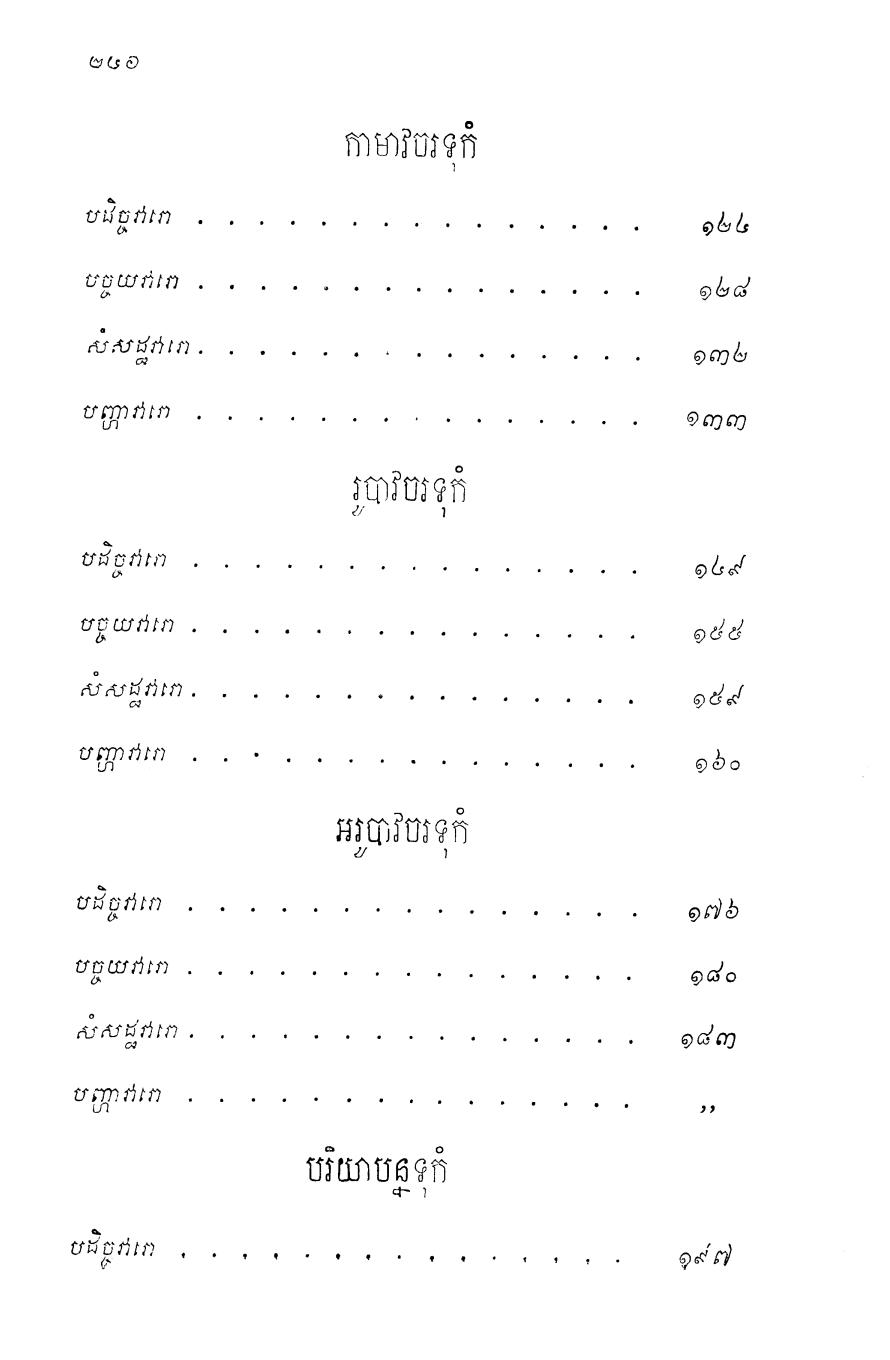 ២៤៦
កាមាវចរទុកំ
បដិច្ចវារោ . . . . . . . . . . . . . . . ១២៤
បច្ចយវារោ . . . . . . . . . . . . . . . ១២៨
សំសដ្ឋវារោ . . . . . . . . . . . . . . . ១៣២
បញ្ហាវារោ . . . . . . . . . . . . . . . ១៣៣
រូបាវចរទុកំ
បដិច្ចវារោ . . . . . . . . . . . . . . . ១៤៩
បច្ចយវារោ . . . . . . . . . . . . . . . ១៥៥
សំសដ្ឋវារោ . . . . . . . . . . . . . . . ១៥៩
បញ្ហាវារោ . . . . . . . . . . . . . . . ១៦០
អរូបាវចរទុកំ
បដិច្ចវារោ . . . . . . . . . . . . . . . ១៧៦
បច្ចយវារោ . . . . . . . . . . . . . . . ១៨០
សំសដ្ឋវារោ . . . . . . . . . . . . . . . ១៨៣
បញ្ហាវារោ . . . . . . . . . . . . . . . ,,
បរិយាបន្នទុកំ
បដិច្ចវារោ . . . . . . . . . . . . . . . ១៩៧